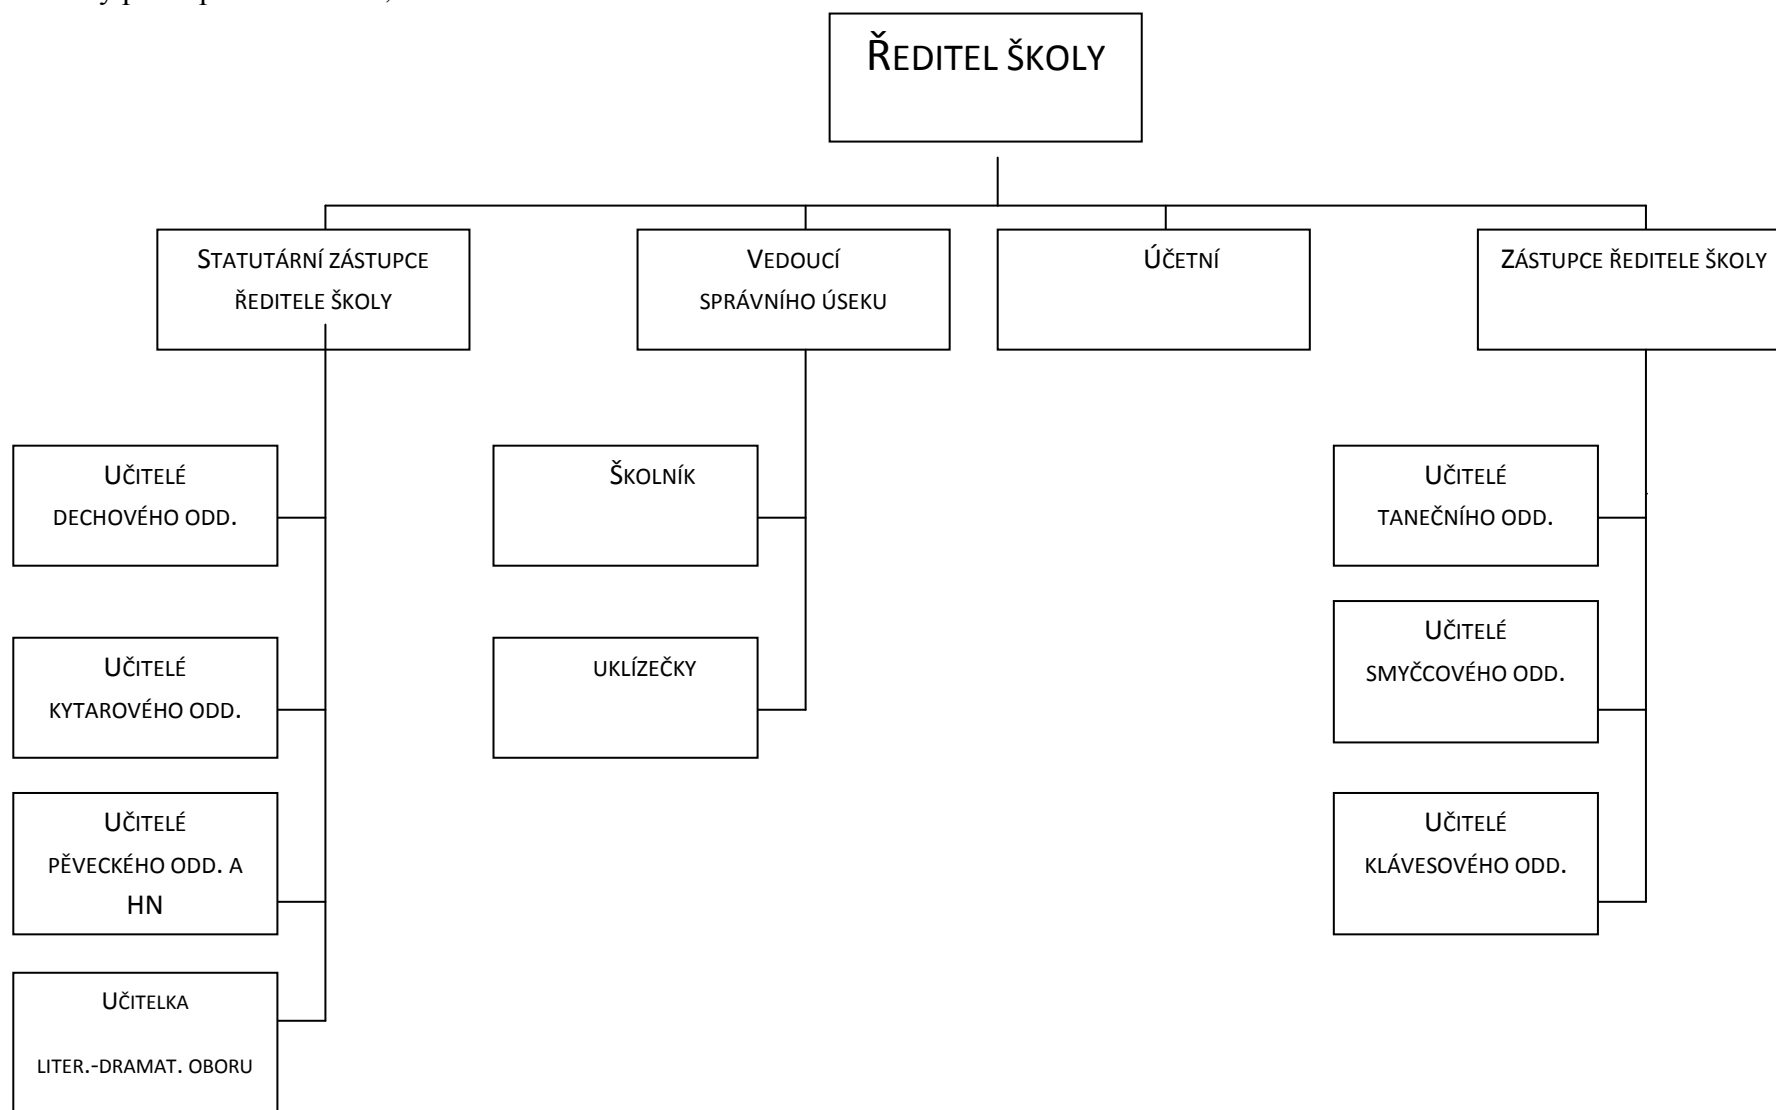 ŘEDITEL ŠKOLY
STATUTÁRNÍ ZÁSTUPCE
ŘEDITELE ŠKOLY
VEDOUCÍ
SPRÁVNÍHO ÚSEKU
ÚČETNÍ
ZÁSTUPCE ŘEDITELE ŠKOLY
UČITELÉ
DECHOVÉHO ODD.
ŠKOLNÍK
UČITELÉ
TANEČNÍHO ODD.
UČITELÉ
KYTAROVÉHO ODD.
UKLÍZEČKY
UČITELÉ
SMYČCOVÉHO ODD.
UČITELÉ
PĚVECKÉHO ODD. A
HN
UČITELÉ
KLÁVESOVÉHO ODD.
UČITELKA
LITER.-DRAMAT. OBORU